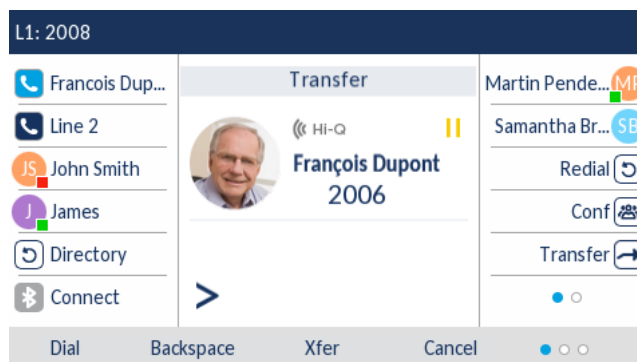 L1: 2008
Francois Dup...
Line 2
JS John Smith
J James
Directory
Connect
Transfer
Hi-Q
François Dupont
2006
>
Martin Pende...
Samantha Br... SB
Redial
Conf
Transfer
Dial Backspace Xfer Cancel